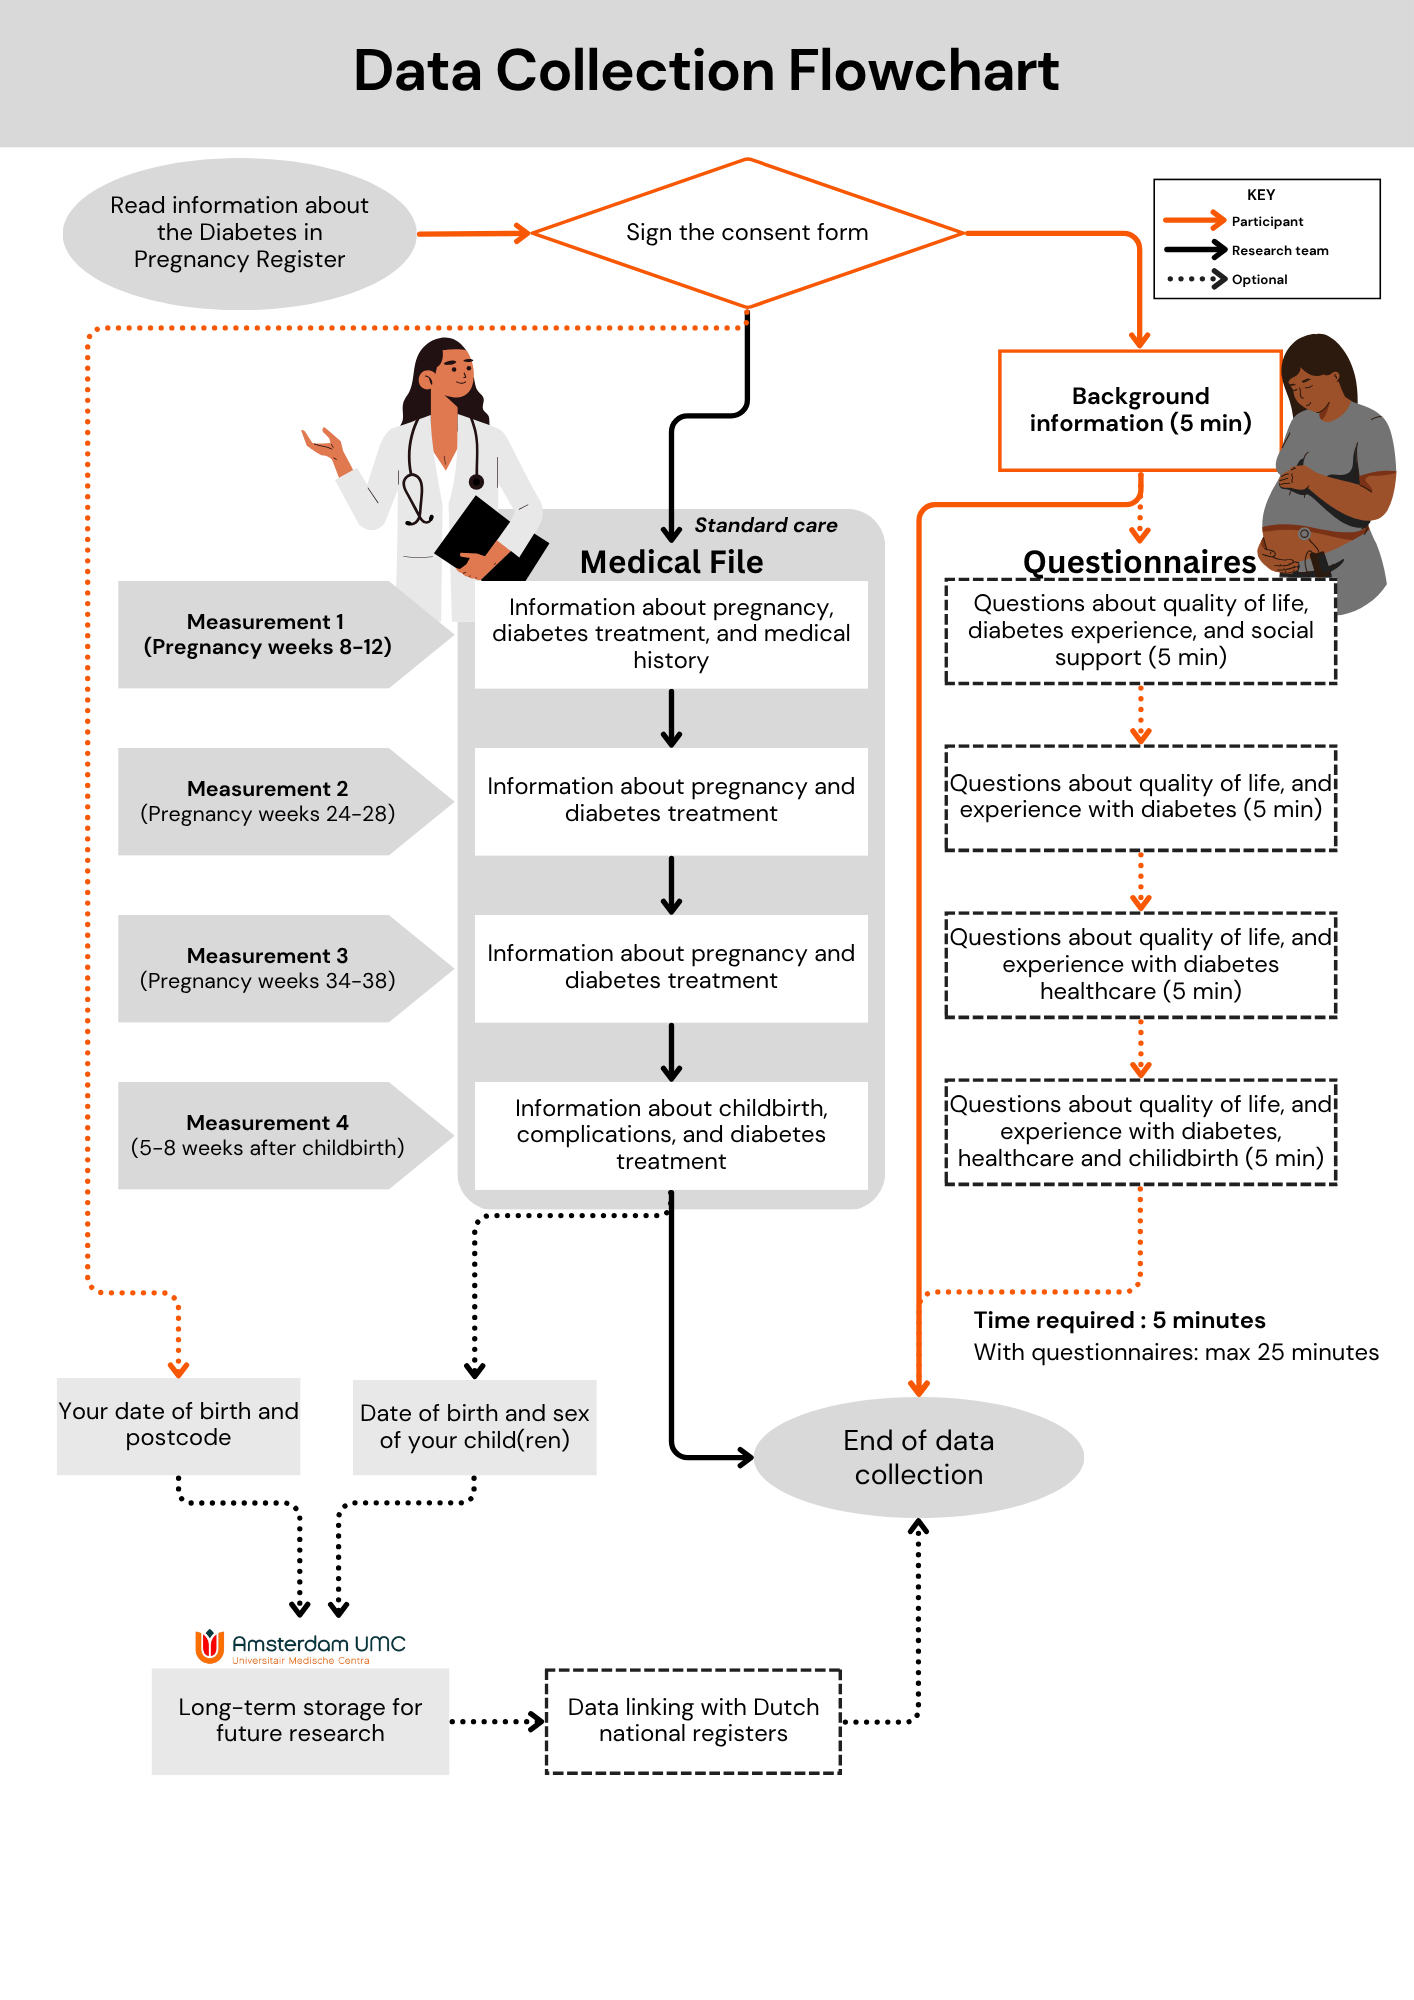 Data Collection Flowchart
Read information about
the Diabetes in
Pregnancy Register
Sign the consent form
KEY
Participant
Research team
Optional
Background
information (5 min)
Standard care
Medical File
Questionnaires
Measurement 1
(Pregnancy weeks 8-12)
Information about pregnancy,
diabetes treatment, and medical
history
Questions about quality of life,
diabetes experience, and social
support (5 min)
Measurement 2
(Pregnancy weeks 24-28)
Information about pregnancy and
diabetes treatment
Questions about quality of life, and
experience with diabetes (5 min)
Measurement 3
(Pregnancy weeks 34-38)
Information about pregnancy and
diabetes treatment
Questions about quality of life, and
experience with diabetes
healthcare (5 min)
Measurement 4
(5-8 weeks after childbirth)
Information about childbirth,
complications, and diabetes
treatment
Questions about quality of life, and
experience with diabetes,
healthcare and chilidbirth (5 min)
Time required : 5 minutes
With questionnaires: max 25 minutes
Your date of birth and
postcode
Date of birth and sex
of your child(ren)
End of data
collection
Amsterdam UMC
Universitair Medische Centra
Long-term storage for
future research
Data linking with Dutch
national registers